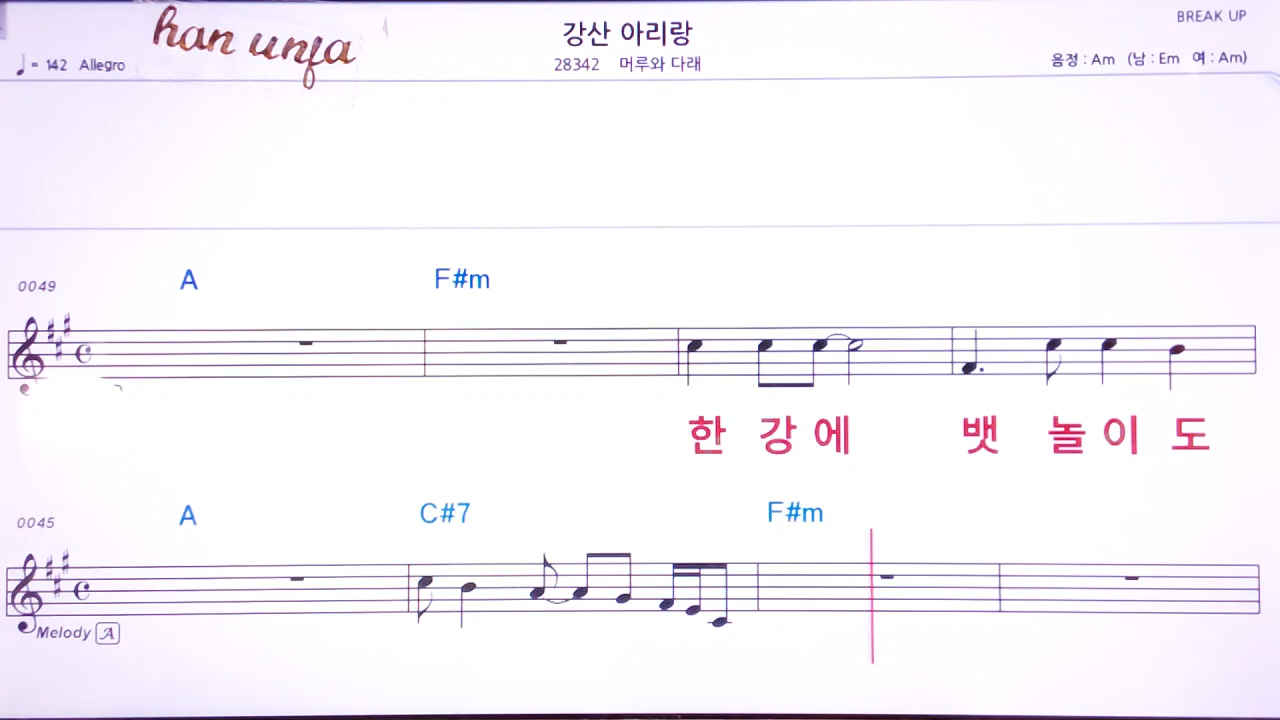 han unja
강산 아리랑
BREAK UP
♩= 142 Allegro
28342 머루와 다래
음정 : Am (남 : Em 여 : Am)
0049
A F#m
한 강 에 뱃 놀 이 도
0045
A C#7 F#m
Melody A